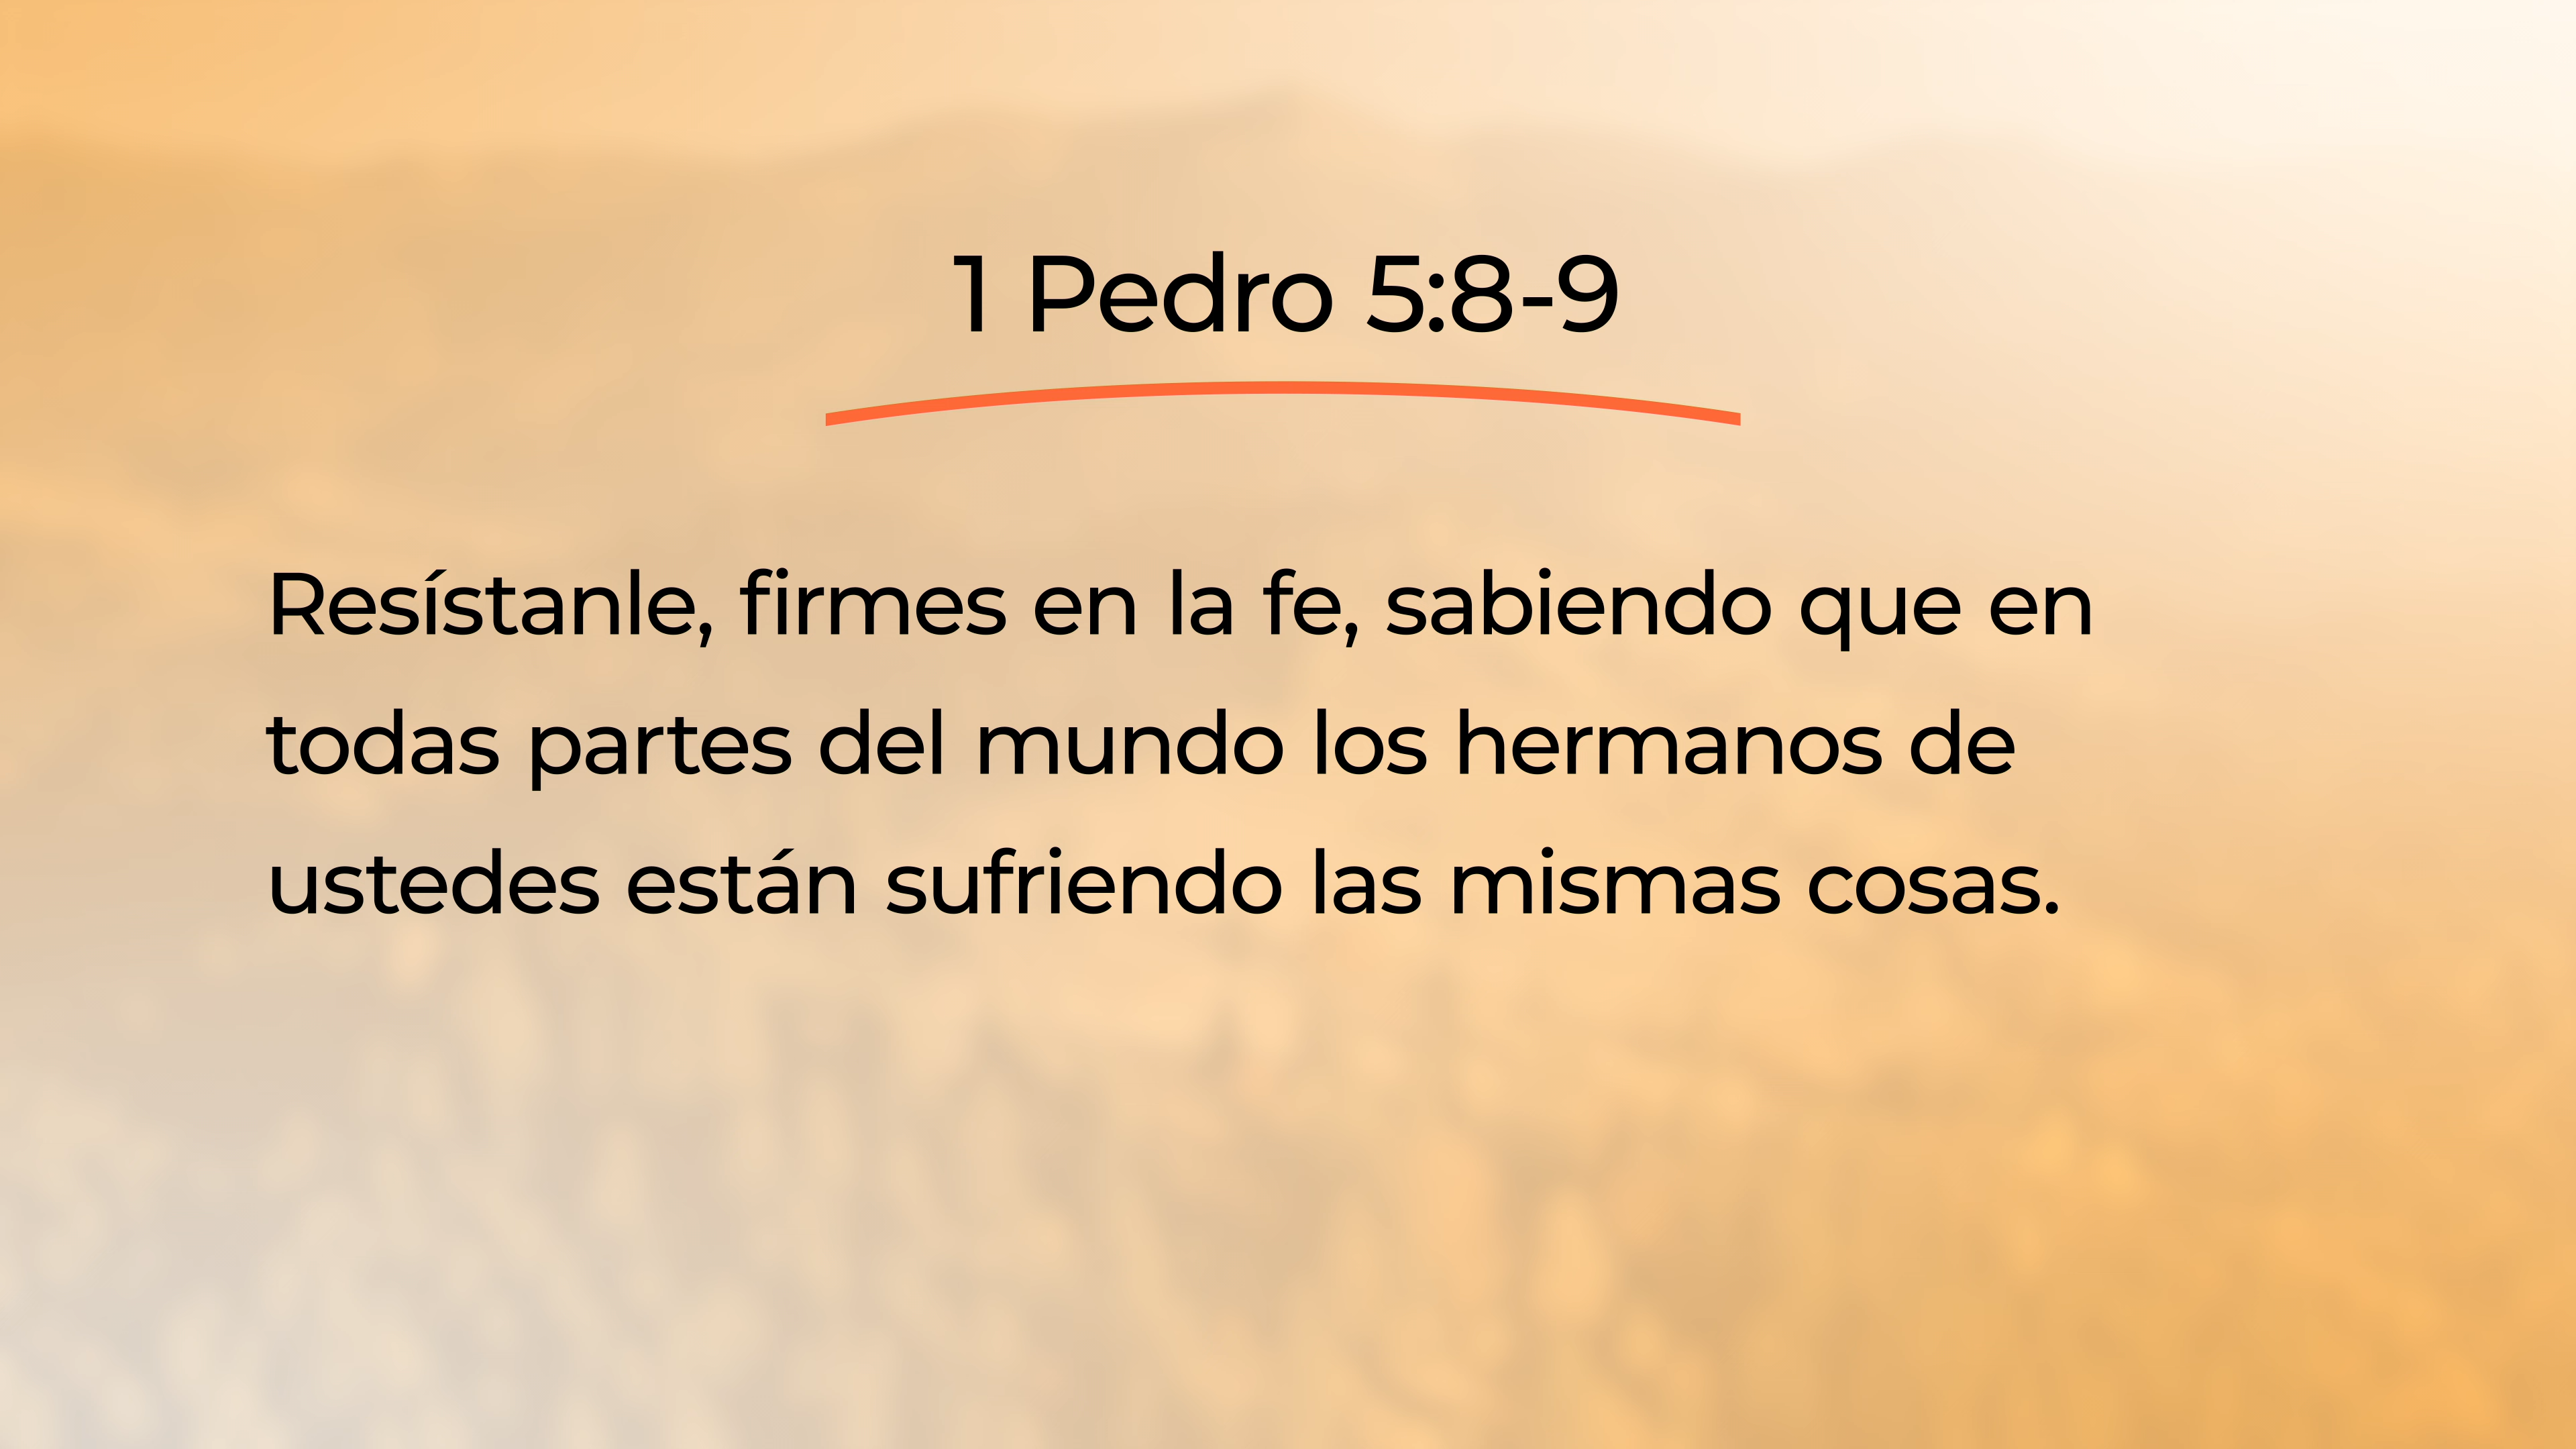 1 Pedro 5:8-9
Resístanle, firmes en la fe, sabiendo que en
todas partes del mundo los hermanos de
ustedes están sufriendo las mismas cosas.